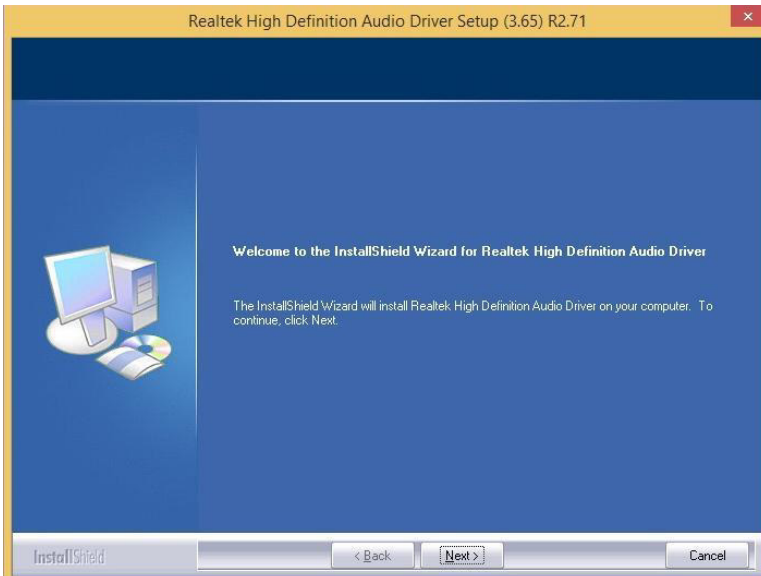 Realtek High Definition Audio Driver Setup (3.65) R2.71
Welcome to the InstallShield Wizard for Realtek High Definition Audio Driver
The InstallShield Wizard will install Realtek High Definition Audio Driver on your computer. To
continue, click Next.
InstallShield
< Back
Next >
Cancel